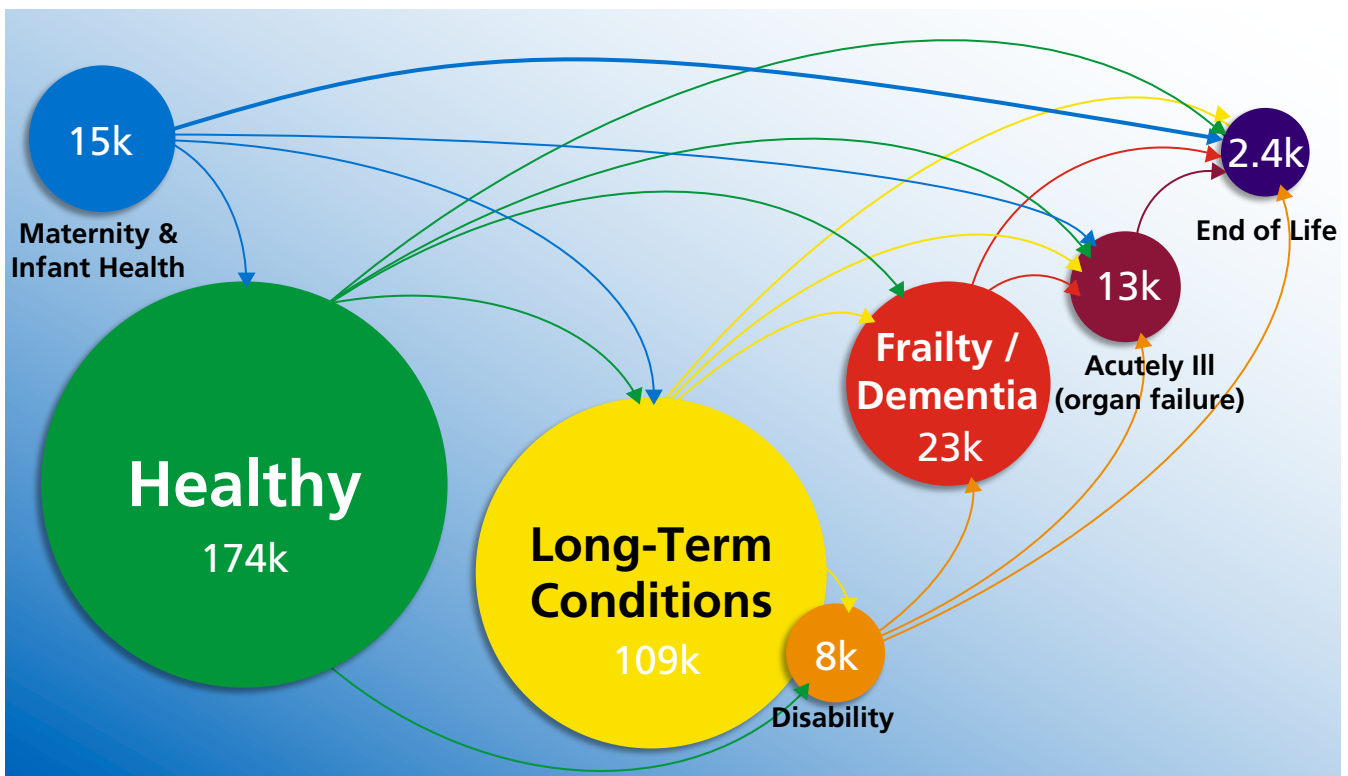 15k
Maternity &
Infant Health
Healthy
174k
Long-Term
Conditions
109k
8k
Disability
Frailty /
Dementia
23k
13k
Acutely Ill
(organ failure)
2.4k
End of Life